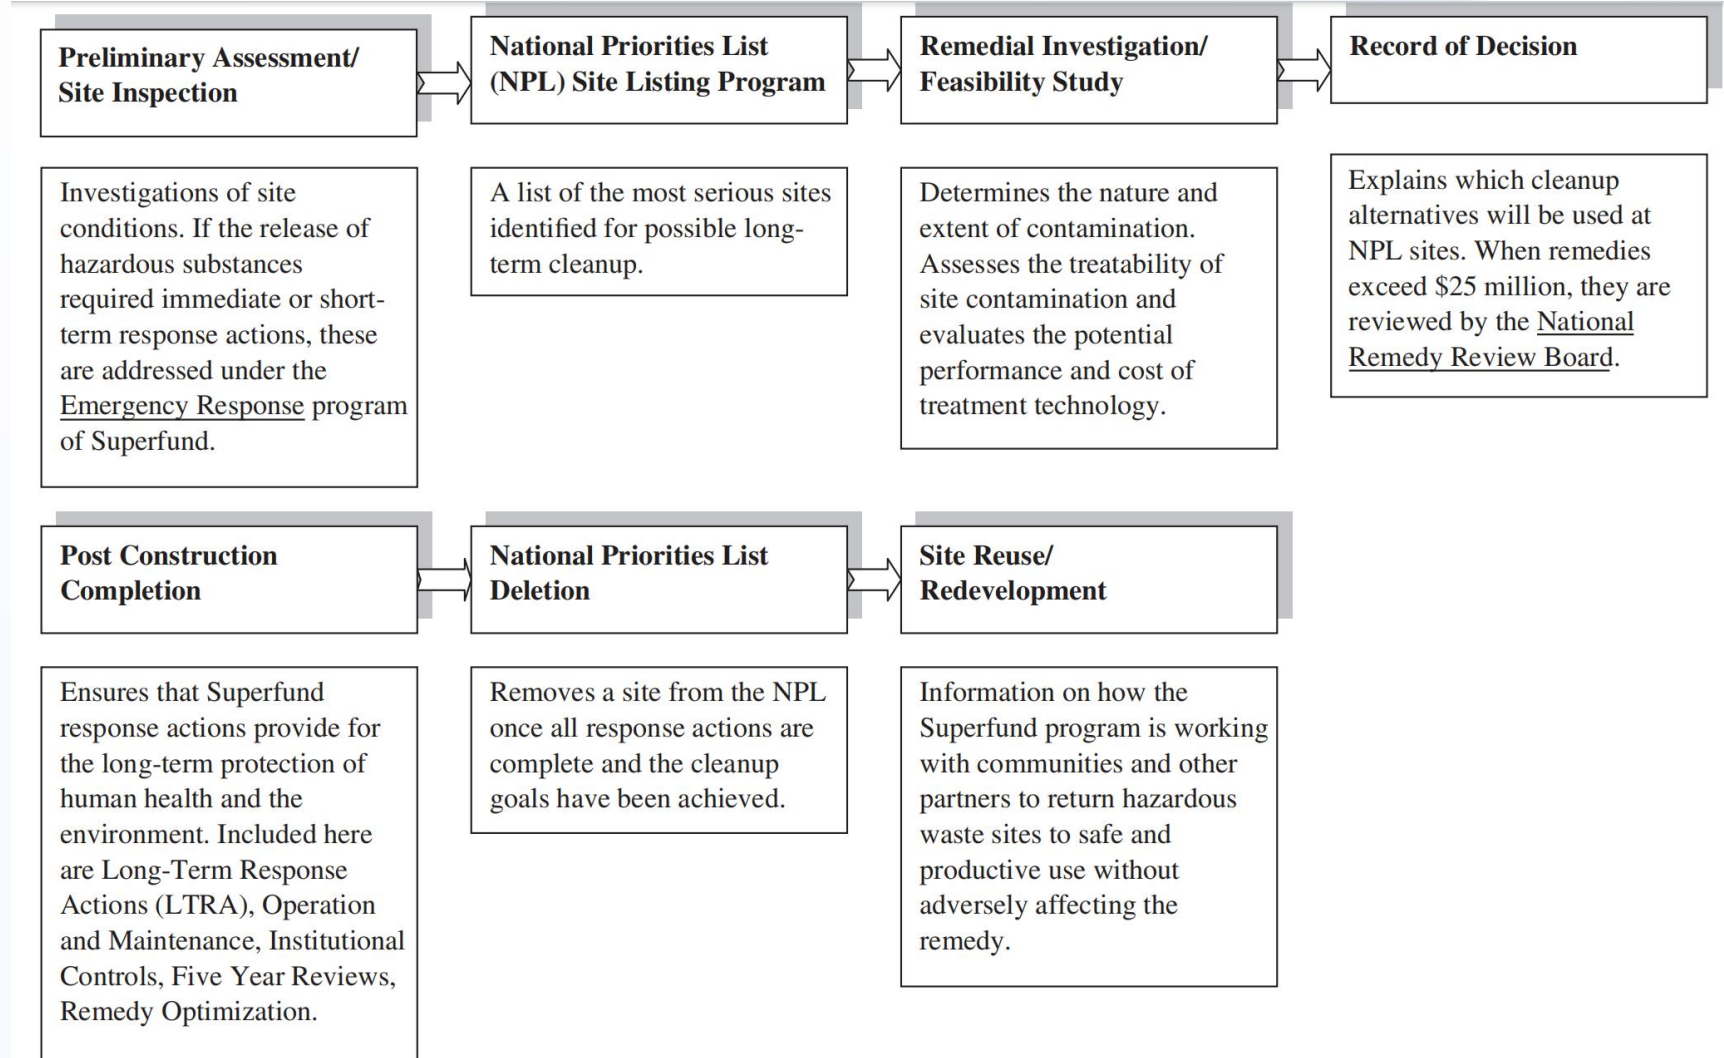 Preliminary Assessment/
Site Inspection
National Priorities List
(NPL) Site Listing Program
Remedial Investigation/
Feasibility Study
Record of Decision
Investigations of site
conditions. If the release of
hazardous substances
required immediate or short-
term response actions, these
are addressed under the
Emergency Response program
of Superfund.
A list of the most serious sites
identified for possible long-
term cleanup.
Determines the nature and
extent of contamination.
Assesses the treatability of
site contamination and
evaluates the potential
performance and cost of
treatment technology.
Explains which cleanup
alternatives will be used at
NPL sites. When remedies
exceed $25 million, they are
reviewed by the National
Remedy Review Board.
Post Construction
Completion
National Priorities List
Deletion
Site Reuse/
Redevelopment
Ensures that Superfund
response actions provide for
the long-term protection of
human health and the
environment. Included here
are Long-Term Response
Actions (LTRA), Operation
and Maintenance, Institutional
Controls, Five Year Reviews,
Remedy Optimization.
Removes a site from the NPL
once all response actions are
complete and the cleanup
goals have been achieved.
Information on how the
Superfund program is working
with communities and other
partners to return hazardous
waste sites to safe and
productive use without
adversely affecting the
remedy.